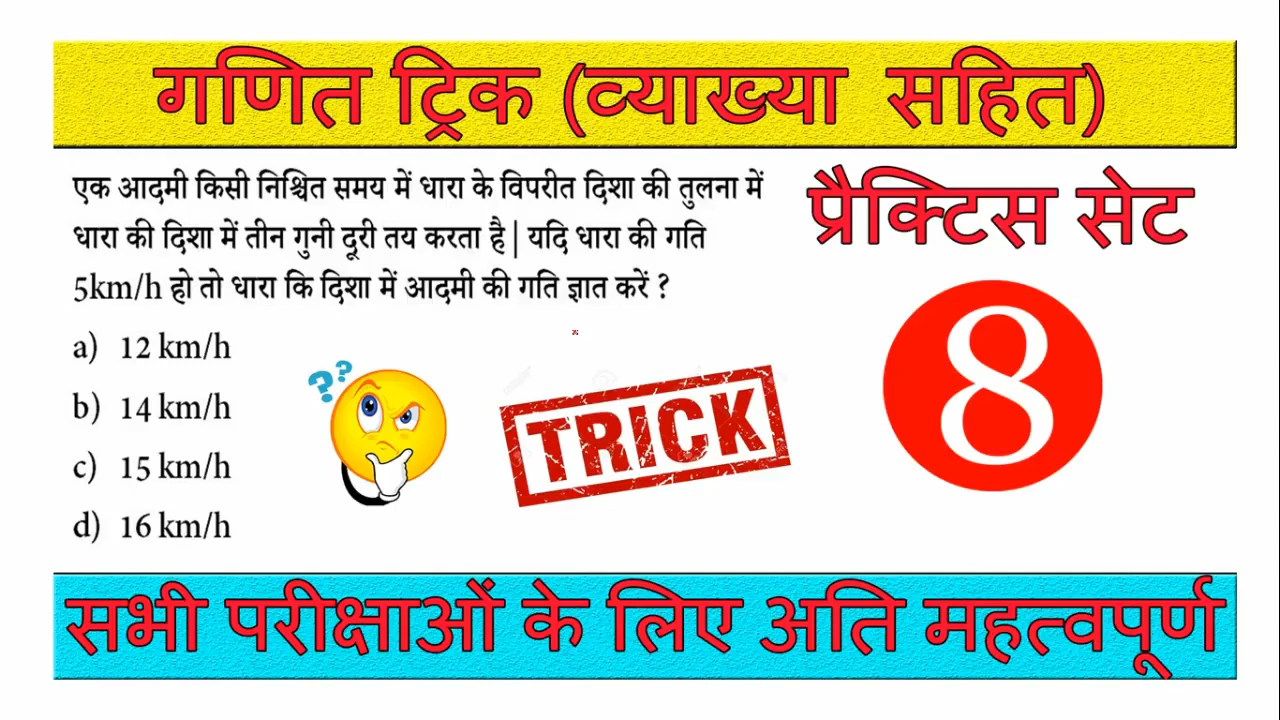 गणित ट्रिक (व्याख्या सहित)
एक आदमी किसी निश्चित समय में धारा के विपरीत दिशा की तुलना में
धारा की दिशा में तीन गुनी दूरी तय करता है | यदि धारा की गति
5km/h हो तो धारा कि दिशा में आदमी की गति ज्ञात करें ?
a) 12 km/h
b) 14 km/h
c) 15 km/h
d) 16 km/h
??
TRICK
प्रैक्टिस सेट
8
सभी परीक्षाओं के लिए अति महत्वपूर्ण